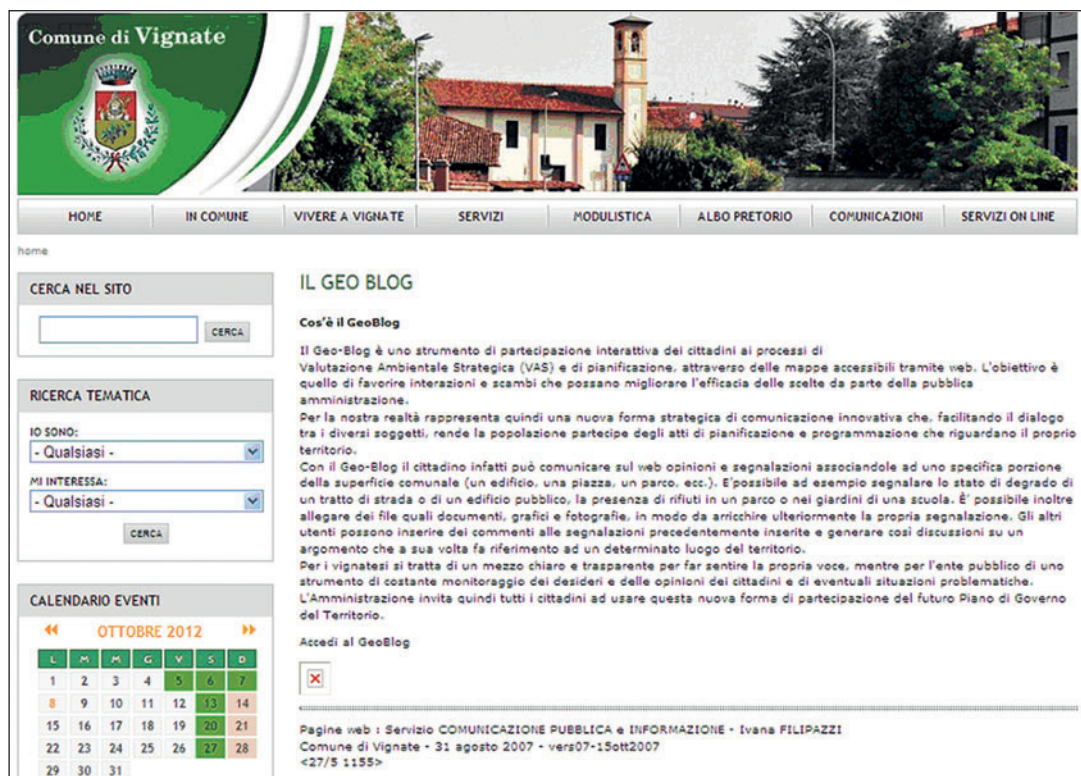 Comune di Vignate
HOME IN COMUNE VIVERE A VIGNATE SERVIZI MODULISTICA ALBO PRETORIO COMUNICAZIONI SERVIZI ON LINE
home
CERCA NEL SITO
CERCA
RICERCA TEMATICA
IO SONO:
- Qualsiasi -
MI INTERESSA:
- Qualsiasi -
CERCA
CALENDARIO EVENTI
OTTOBRE 2012
L M M G V S D
1 2 3 4 5 6 7
8 9 10 11 12 13 14
15 16 17 18 19 20 21
22 23 24 25 26 27 28
29 30 31
IL GEO BLOG
Cos'è il GeoBlog
Il Geo-Blog è uno strumento di partecipazione interattiva dei cittadini ai processi di
Valutazione Ambientale Strategica (VAS) e di pianificazione, attraverso delle mappe accessibili tramite web. L'obiettivo è
quello di favorire interazioni e scambi che possano migliorare l'efficacia delle scelte da parte della pubblica
amministrazione.
Per la nostra realtà rappresenta quindi una nuova forma strategica di comunicazione innovativa che, facilitando il dialogo
tra i diversi soggetti, rende la popolazione partecipe degli atti di pianificazione e programmazione che riguardano il proprio
territorio.
Con il Geo-Blog il cittadino infatti può comunicare sul web opinioni e segnalazioni associandole ad uno specifica porzione
della superficie comunale (un edificio, una piazza, un parco, ecc.). E'possibile ad esempio segnalare lo stato di degrado di
un tratto di strada o di un edificio pubblico, la presenza di rifiuti in un parco o nei giardini di una scuola. È' possibile inoltre
allegare dei file quali documenti, grafici e fotografie, in modo da arricchire ulteriormente la propria segnalazione. Gli altri
utenti possono inserire dei commenti alle segnalazioni precedentemente inserite e generare così discussioni su un
argomento che a sua volta fa riferimento ad un determinato luogo del territorio.
Per i vignatesi si tratta di un mezzo chiaro e trasparente per far sentire la propria voce, mentre per l'ente pubblico di uno
strumento di costante monitoraggio dei desideri e delle opinioni dei cittadini e di eventuali situazioni problematiche.
L'Amministrazione invita quindi tutti i cittadini ad usare questa nuova forma di partecipazione del futuro Piano di Governo
del Territorio.
Accedi al GeoBlog
Pagine web : Servizio COMUNICAZIONE PUBBLICA e INFORMAZIONE - Ivana FILIPAZZI
Comune di Vignate - 31 agosto 2007 - vers07-15ott2007
<27/5 1155>